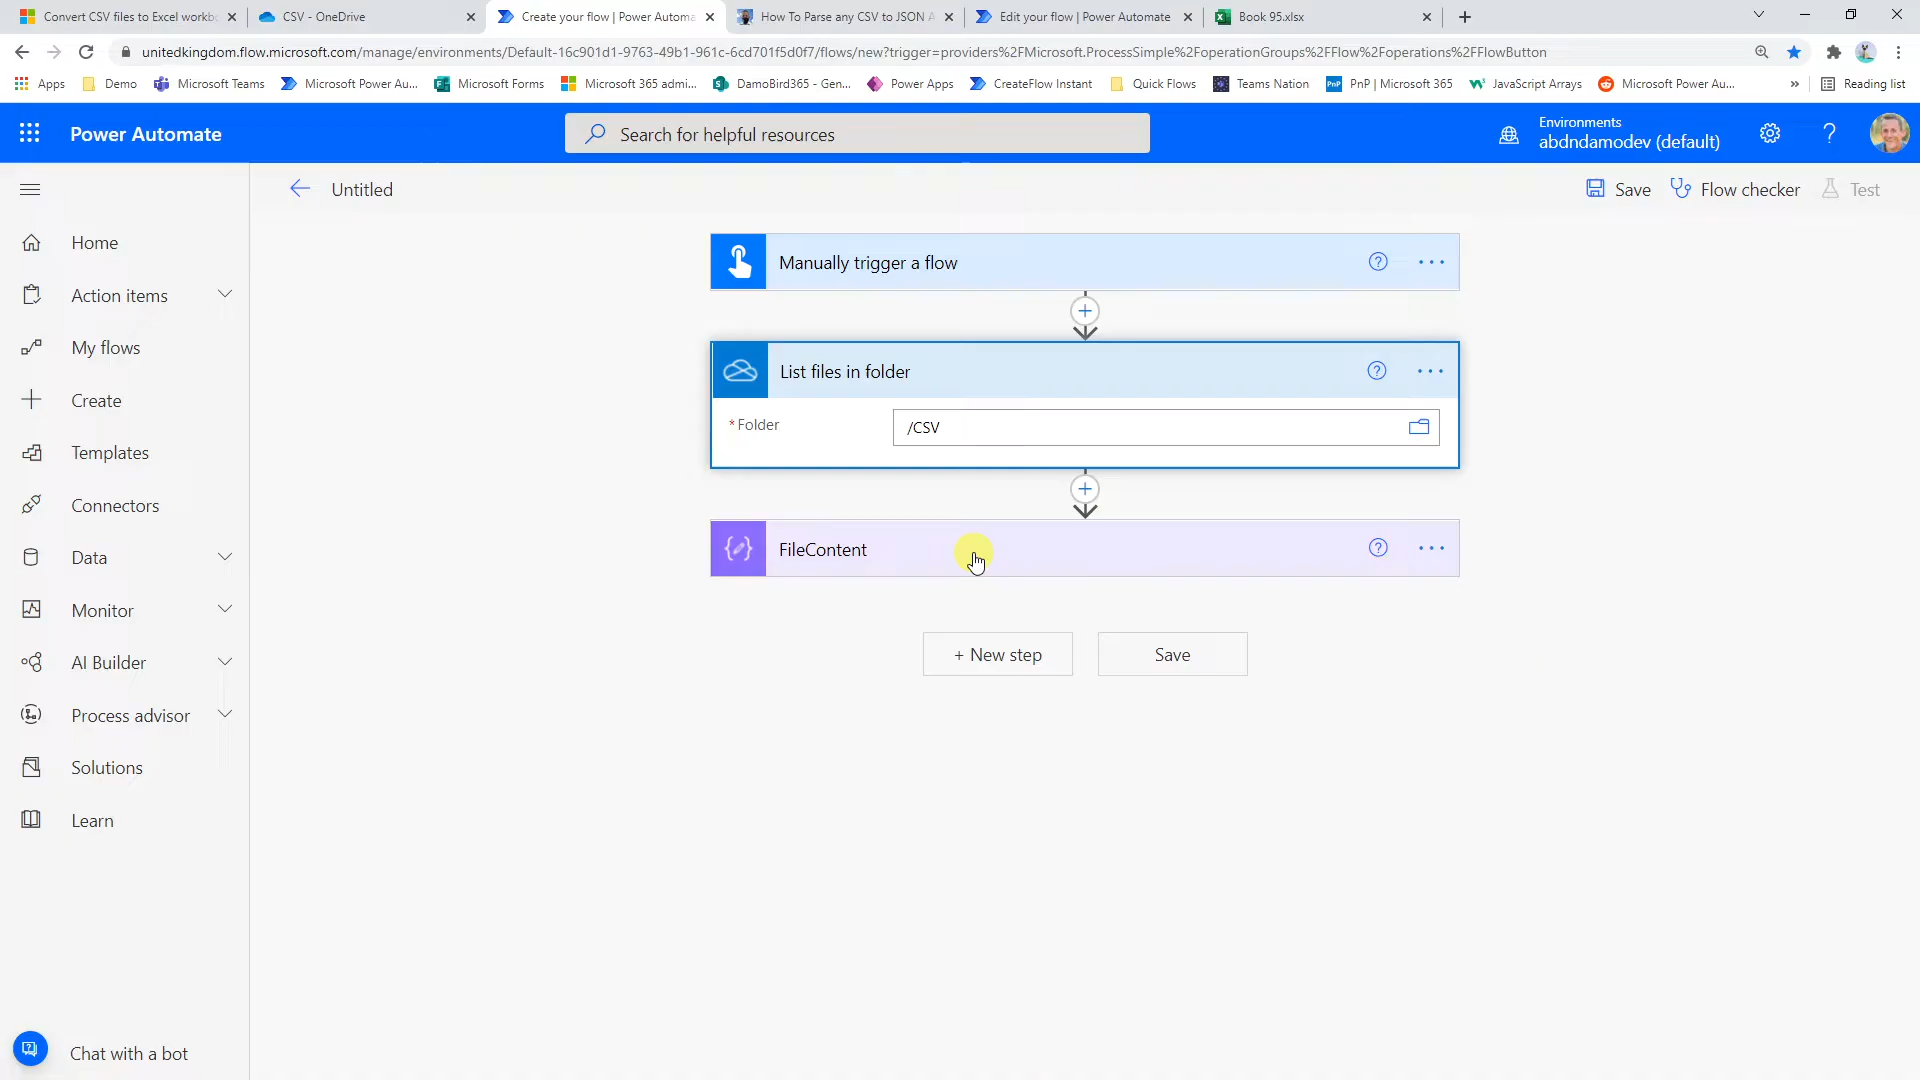 Convert CSV files to Excel workb
CSV - OneDrive
Create your flow | Power Automa
How To Parse any CSV to JSON A
Edit your flow | Power Automate
Book 95.xlsx
unitedkingdom.flow.microsoft.com/manage/environments/Default-16c901d1-9763-49b1-961c-6cd701f5d0f7/flows/new?trigger=providers%2FMicrosoft.ProcessSimple%2FoperationGroups%2FFlow%2Foperations%2FFlowButton
Apps
Demo
Microsoft Teams
Microsoft Power Au...
Microsoft Forms
Microsoft 365 admi...
DamoBird365 - Gen...
Power Apps
CreateFlow Instant
Quick Flows
Teams Nation
PnP | Microsoft 365
JavaScript Arrays
Microsoft Power Au...
Reading list
Power Automate
Search for helpful resources
Environments
abdndamodev (default)
Untitled
Save
Flow checker
Test
Home
Action items
My flows
Create
Templates
Connectors
Data
Monitor
AI Builder
Process advisor
Solutions
Learn
Chat with a bot
Manually trigger a flow
List files in folder
* Folder
/CSV
FileContent
+ New step
Save